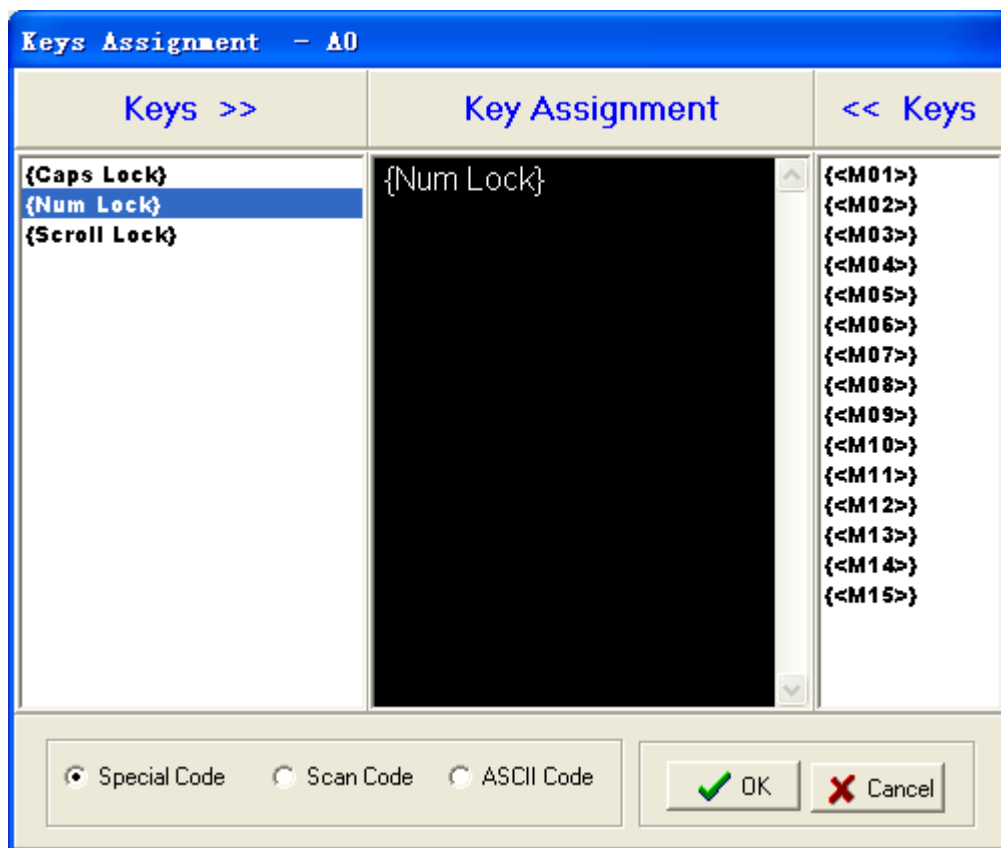 Keys Assignment - A0
Keys >>
Key Assignment
<< Keys
{Caps Lock}
{Num Lock}
{Scroll Lock}
{Num Lock}
{<M01>}
{<M02>}
{<M03>}
{<M04>}
{<M05>}
{<M06>}
{<M07>}
{<M08>}
{<M09>}
{<M10>}
{<M11>}
{<M12>}
{<M13>}
{<M14>}
{<M15>}
Special Code
Scan Code
ASCII Code
OK
Cancel